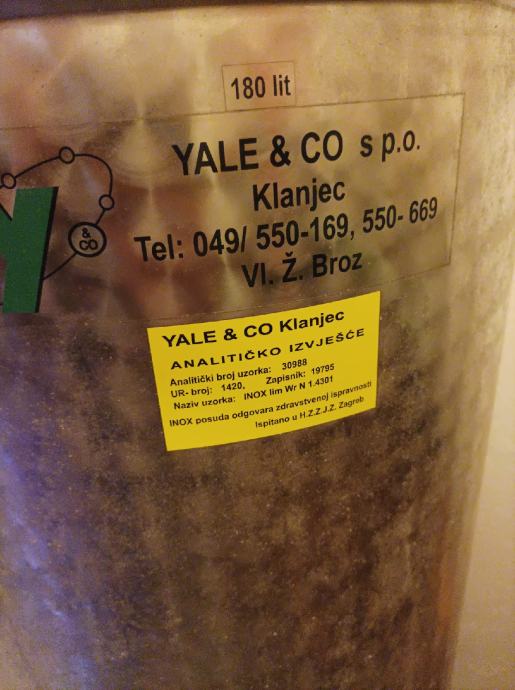 180 lit
YALE & CO s p.o.
Klanjec
Tel: 049/ 550-169, 550- 669
Vl. Ž. Broz
Y
& CO
YALE & CO Klanjec
ANALITIČKO IZVJEŠĆE
Analitički broj uzorka: 30988
UR- broj: 1420, Zapisnik: 19795
Naziv uzorka: INOX lim Wr N 1.4301
INOX posuda odgovara zdravstvenoj ispravnosti
Ispitano u H.Z.Z.J.Z. Zagreb